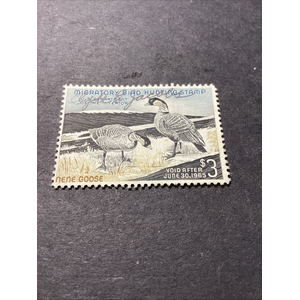 MIGRATORY BIRD HUNTING STAMP
NENE GOOSE
$3
VOID AFTER
JUNE 30, 1965